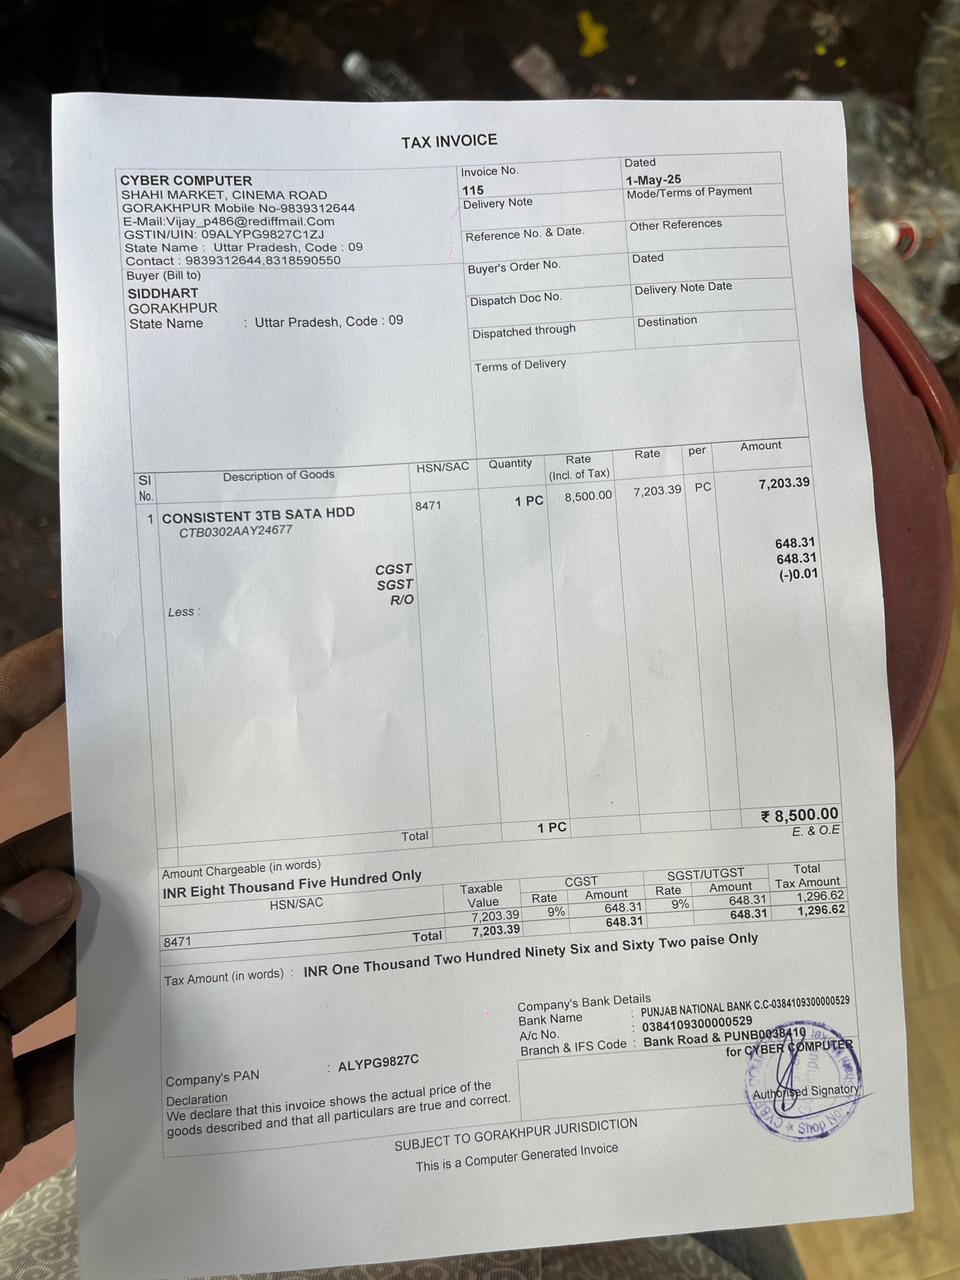 TAX INVOICE
CYBER COMPUTER
SHAHI MARKET, CINEMA ROAD
GORAKHPUR Mobile No-9839312644
E-Mail:Vijay_p486@rediffmail.Com
GSTIN/UIN: 09ALYPG9827C1ZJ
State Name : Uttar Pradesh, Code : 09
Contact : 9839312644,8318590550
Buyer (Bill to)
SIDDHART
GORAKHPUR
State Name : Uttar Pradesh, Code : 09
Invoice No. Dated
115 1-May-25
Delivery Note Mode/Terms of Payment
Reference No. & Date. Other References
Buyer's Order No. Dated
Dispatch Doc No. Delivery Note Date
Dispatched through Destination
Terms of Delivery
Sl No. Description of Goods HSN/SAC Quantity Rate (Incl. of Tax) Rate per Amount
1 CONSISTENT 3TB SATA HDD 8471 1 PC 8,500.00 7,203.39 PC 7,203.39
CTB0302AAY24677
CGST 648.31
SGST 648.31
Less : R/O (-)0.01
Total 1 PC ₹ 8,500.00
E. & O.E
Amount Chargeable (in words)
INR Eight Thousand Five Hundred Only
HSN/SAC Taxable Value CGST SGST/UTGST Total Tax Amount
Rate Amount Rate Amount
8471 7,203.39 9% 648.31 9% 648.31 1,296.62
Total 7,203.39 648.31 648.31 1,296.62
Tax Amount (in words) : INR One Thousand Two Hundred Ninety Six and Sixty Two paise Only
Company's Bank Details
Bank Name : PUNJAB NATIONAL BANK C.C-0384109300000529
A/c No. : 0384109300000529
Branch & IFS Code : Bank Road & PUNB0038410
Company's PAN : ALYPG9827C
for CYBER COMPUTER
Authorised Signatory
Declaration
We declare that this invoice shows the actual price of the
goods described and that all particulars are true and correct.
SUBJECT TO GORAKHPUR JURISDICTION
This is a Computer Generated Invoice